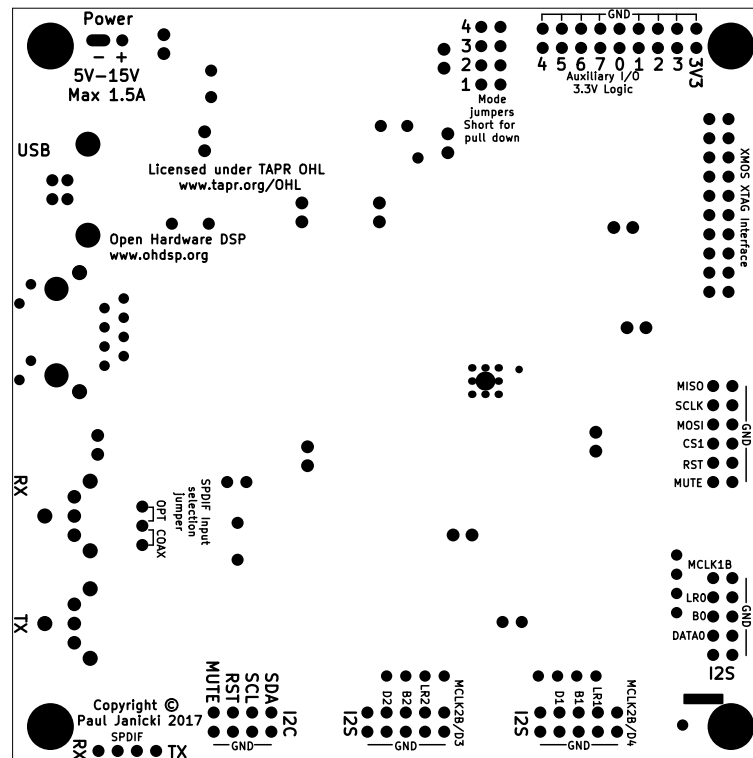 Power
– +
5V–15V
Max 1.5A
4
3
2
1
Mode
jumpers
Short for
pull down
GND
4 5 6 7 0 1 2 3 3V3
Auxiliary I/O
3.3V Logic
USB
Licensed under TAPR OHL
www.tapr.org/OHL
Open Hardware DSP
www.ohdsp.org
XMOS XTAG Interface
MISO
SCLK
MOSI
CS1
RST
MUTE
GND
RX
OPT COAX
SPDIF Input
selection
jumper
TX
MCLK1B
LR0
B0
DATA0
GND
I2S
MUTE
RST
SCL
SDA
I2C
GND
I2S
D2
B2
LR2
MCLK2B/D3
GND
I2S
D1
B1
LR1
MCLK2B/D4
GND
Copyright ©
Paul Janicki 2017
SPDIF
RX
TX